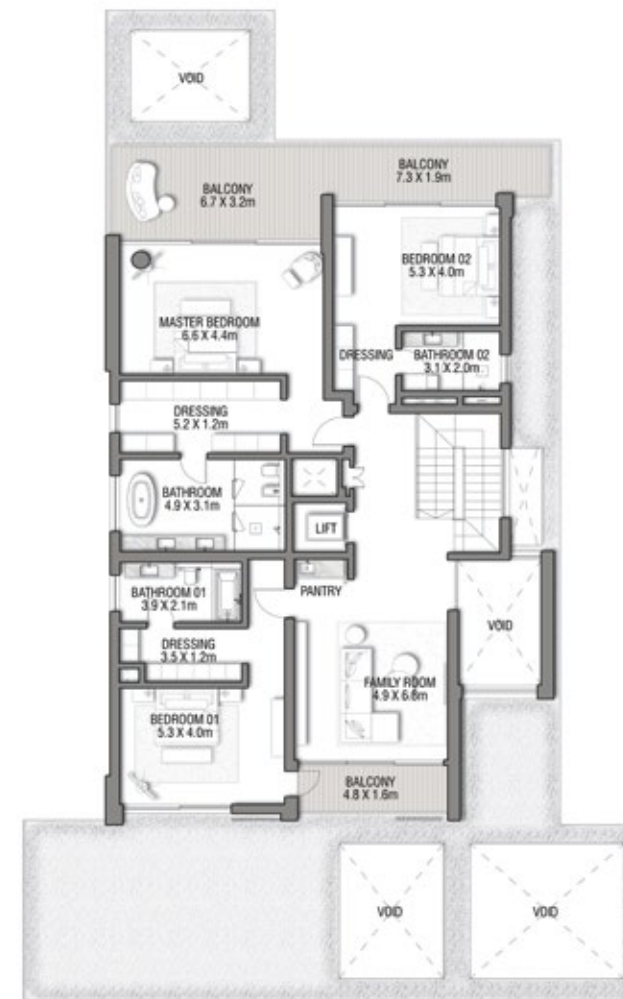 VOID
BALCONY
6.7 X 3.2m
BALCONY
7.3 X 1.9m
BEDROOM 02
5.3 X 4.0m
MASTER BEDROOM
6.6 X 4.4m
DRESSING
BATHROOM 02
3.1 X 2.0m
DRESSING
5.2 X 1.2m
BATHROOM
4.9 X 3.1m
LIFT
PANTRY
BATHROOM 01
3.9 X 2.1m
VOID
DRESSING
3.5 X 1.2m
FAMILY ROOM
4.9 X 6.6m
BEDROOM 01
5.3 X 4.0m
BALCONY
4.8 X 1.6m
VOID
VOID